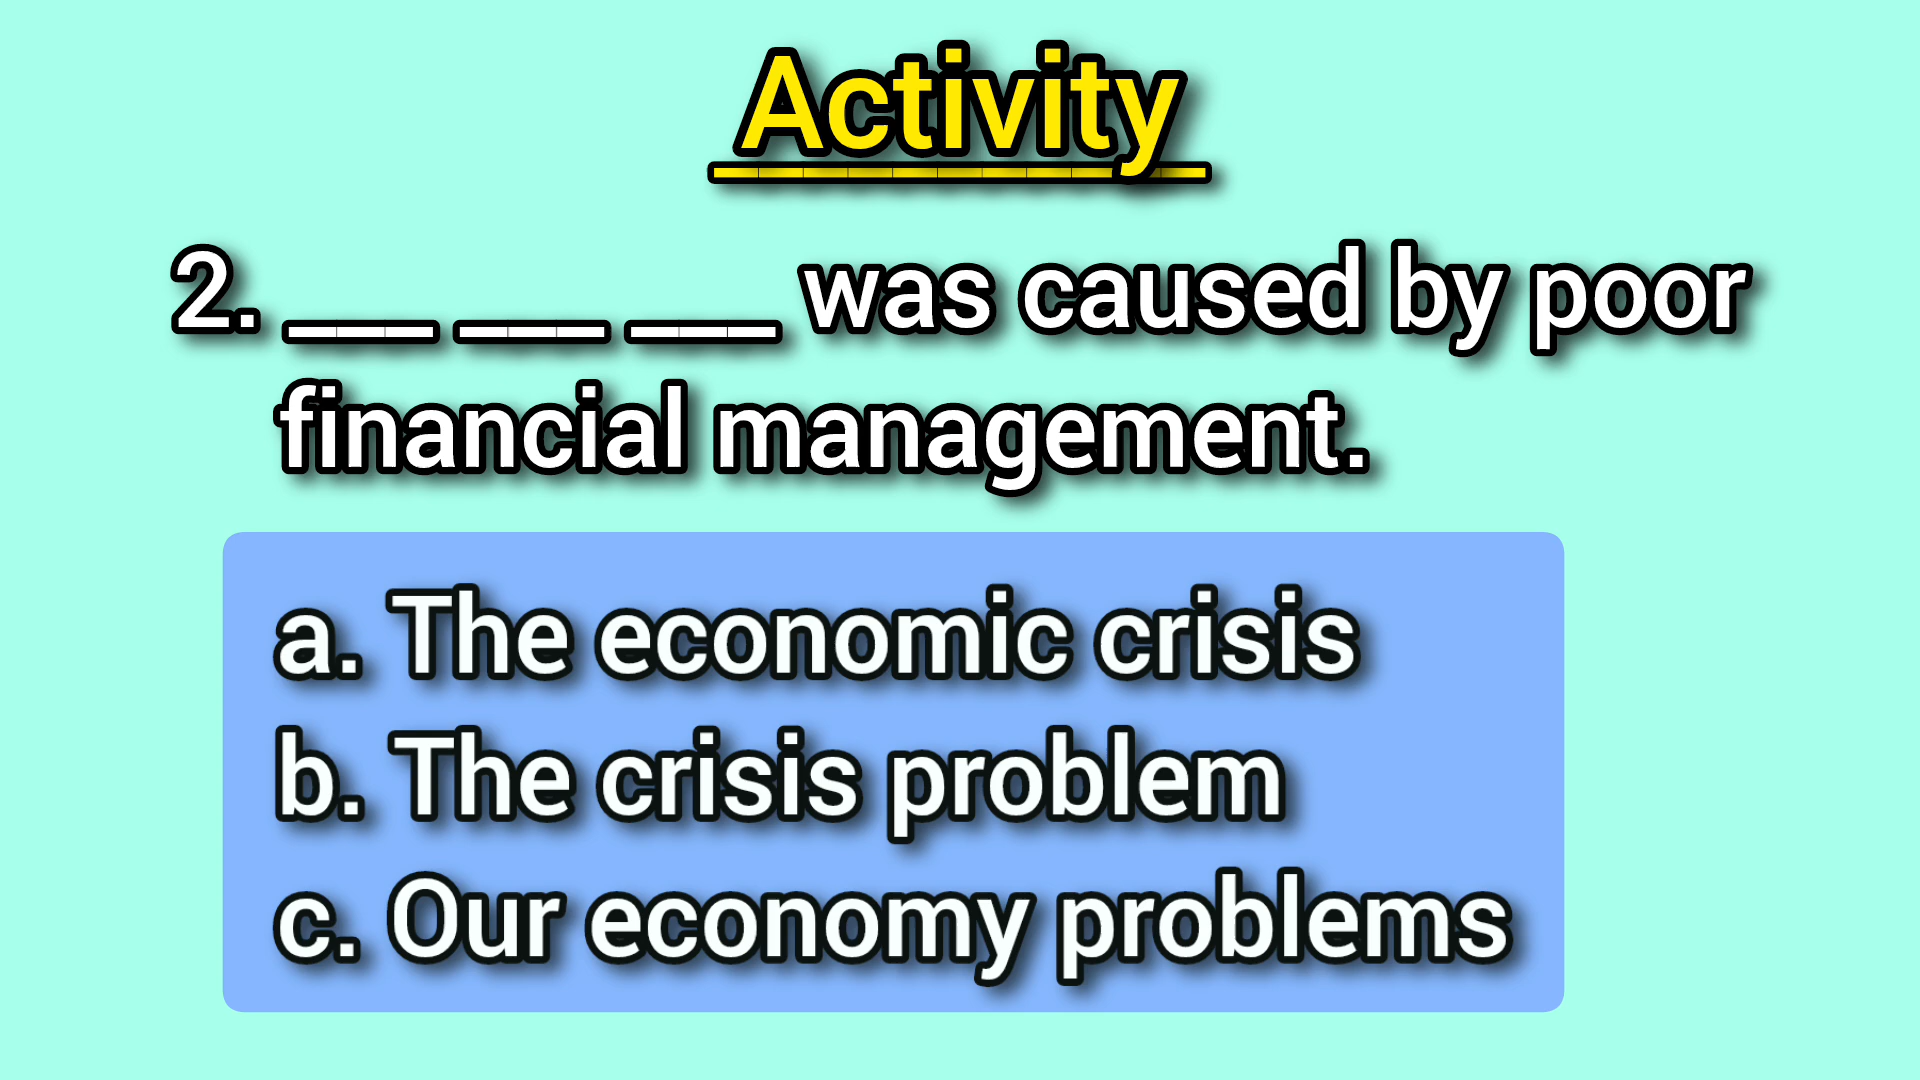 Activity
2. ___ ___ ___ was caused by poor
financial management.
a. The economic crisis
b. The crisis problem
c. Our economy problems